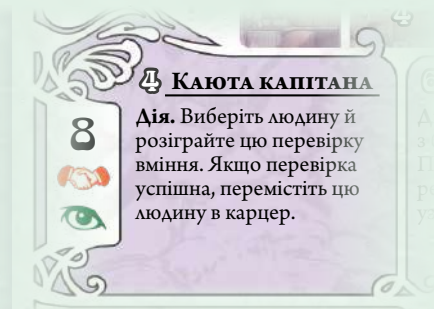 4 Каюта капітана
8
Дія. Виберіть людину й
розіграйте цю перевірку
вміння. Якщо перевірка
успішна, перемістіть цю
людину в карцер.